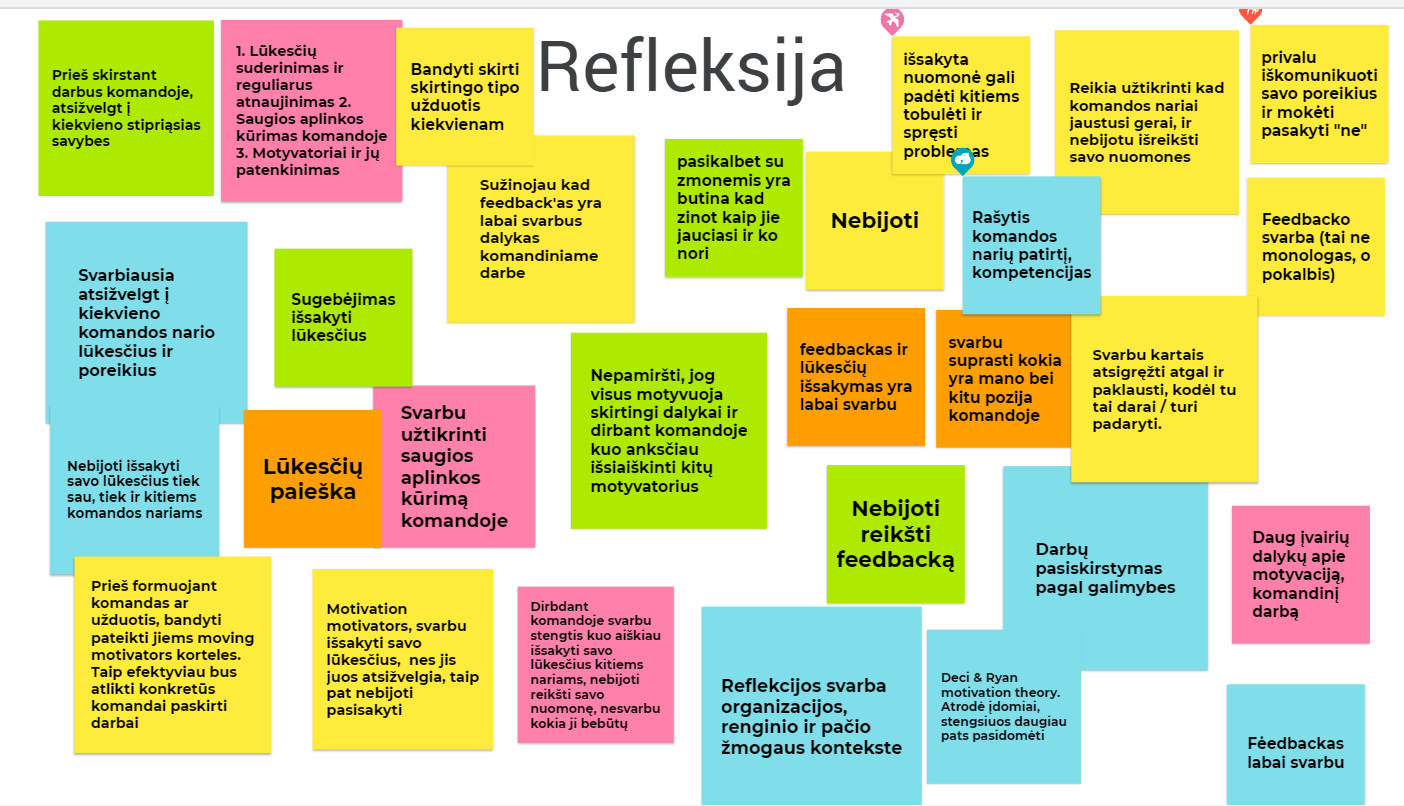 Refleksija
Prieš skirstant
darbus komandoje,
atsižvelgt į
kiekvieno stipriąsias
savybes
1. Lūkesčių
suderinimas ir
reguliarus
atnaujinimas 2.
Saugios aplinkos
kūrimas komandoje
3. Motyvatoriai ir jų
patenkinimas
Bandyti skirti
skirtingo tipo
užduotis
kiekvienam
Sužinojau kad
feedback'as yra
labai svarbus
dalykas
komandiniame
darbe
pasikalbet su
zmonemis yra
butina kad
zinot kaip jie
jauciasi ir ko
nori
Nebijoti
išsakyta
nuomonė gali
padėti kitiems
tobulėti ir
spręsti
problemas
Rašytis
komandos
narių patirtį,
kompetencijas
Reikia užtikrinti kad
komandos nariai
jaustusi gerai, ir
nebijotu išreikšti
savo nuomones
privalu
iškomunikuoti
savo poreikius
ir mokėti
pasakyti "ne"
Feedbacko
svarba (tai ne
monologas, o
pokalbis)
Svarbiausia
atsižvelgt į
kiekvieno
komandos nario
lūkesčius ir
poreikius
Sugebėjimas
išsakyti
lūkesčius
Nepamiršti, jog
visus motyvuoja
skirtingi dalykai ir
dirbant komandoje
kuo anksčiau
išsiaiškinti kitų
motyvatorius
feedbackas ir
lūkesčių
išsakymas yra
labai svarbu
svarbu
suprasti kokia
yra mano bei
kitu pozija
komandoje
Svarbu kartais
atsigręžti atgal ir
paklausti, kodėl tu
tai darai / turi
padaryti.
Nebijoti išsakyti
savo lūkesčius tiek
sau, tiek ir kitiems
komandos nariams
Lūkesčių
paieška
Svarbu
užtikrinti
saugios
aplinkos
kūrimą
komandoje
Nebijoti
reikšti
feedbacką
Darbų
pasiskirstymas
pagal galimybes
Daug įvairių
dalykų apie
motyvaciją,
komandinį
darbą
Prieš formuojant
komandas ar
užduotis, bandyti
pateikti jiems moving
motivators korteles.
Taip efektyviau bus
atlikti konkretūs
komandai paskirti
darbai
Motivation
motivators, svarbu
išsakyti savo
lūkesčius,  nes jis
juos atsižvelgia, taip
pat nebijoti
pasisakyti
Dirbdant
komandoje svarbu
stengtis kuo aiškiau
išsakyti savo
lūkesčius kitiems
nariams, nebijoti
reikšti savo
nuomonę, nesvarbu
kokia ji bebūtų
Reflekcijos svarba
organizacijos,
renginio ir pačio
žmogaus kontekste
Deci & Ryan
motivation theory.
Atrodė įdomiai,
stengsiuos daugiau
pats pasidomėti
Fėedbackas
labai svarbu